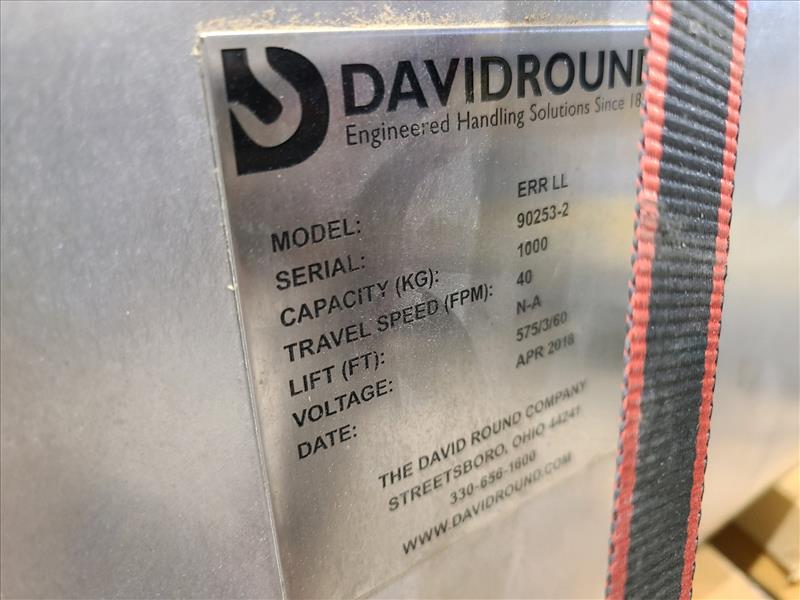 DAVIDROUND
Engineered Handling Solutions Since 18
MODEL: ERR LL
SERIAL: 90253-2
CAPACITY (KG): 1000
TRAVEL SPEED (FPM): 40
LIFT (FT): N-A
VOLTAGE: 575/3/60
DATE: APR 2018
THE DAVID ROUND COMPANY
STREETSBORO, OHIO 44241
330-656-1600
WWW.DAVIDROUND.COM